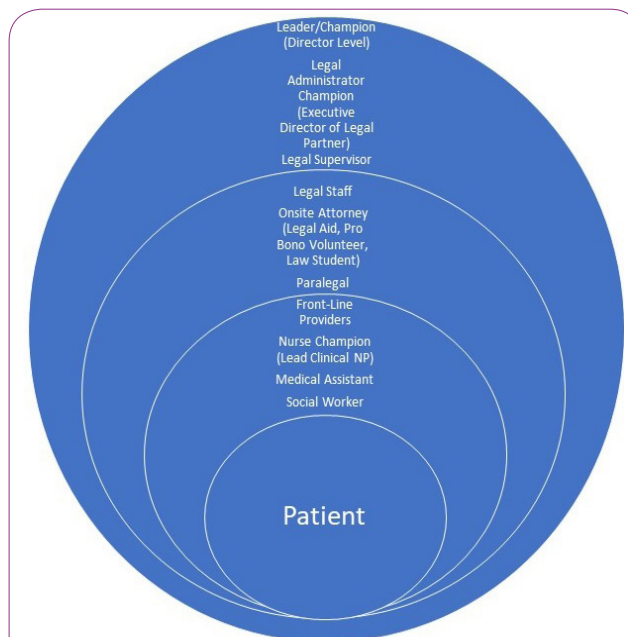 Leader/Champion
(Director Level)
Legal
Administrator
Champion
(Executive
Director of Legal
Partner)
Legal Supervisor
Legal Staff
Onsite Attorney
(Legal Aid, Pro
Bono Volunteer,
Law Student)
Paralegal
Front-Line
Providers
Nurse Champion
(Lead Clinical NP)
Medical Assistant
Social Worker
Patient